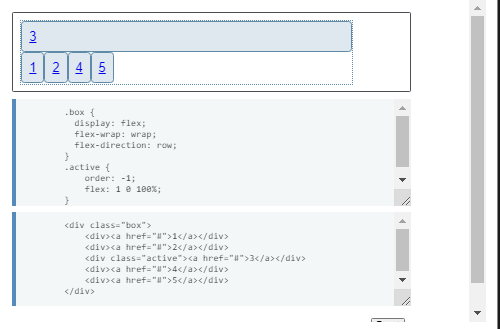 3
1 2 4 5
.box {
  display: flex;
  flex-wrap: wrap;
  flex-direction: row;
}
.active {
    order: -1;
    flex: 1 0 100%;
}
<div class="box">
    <div><a href="#">1</a></div>
    <div><a href="#">2</a></div>
    <div class="active"><a href="#">3</a></div>
    <div><a href="#">4</a></div>
    <div><a href="#">5</a></div>
</div>